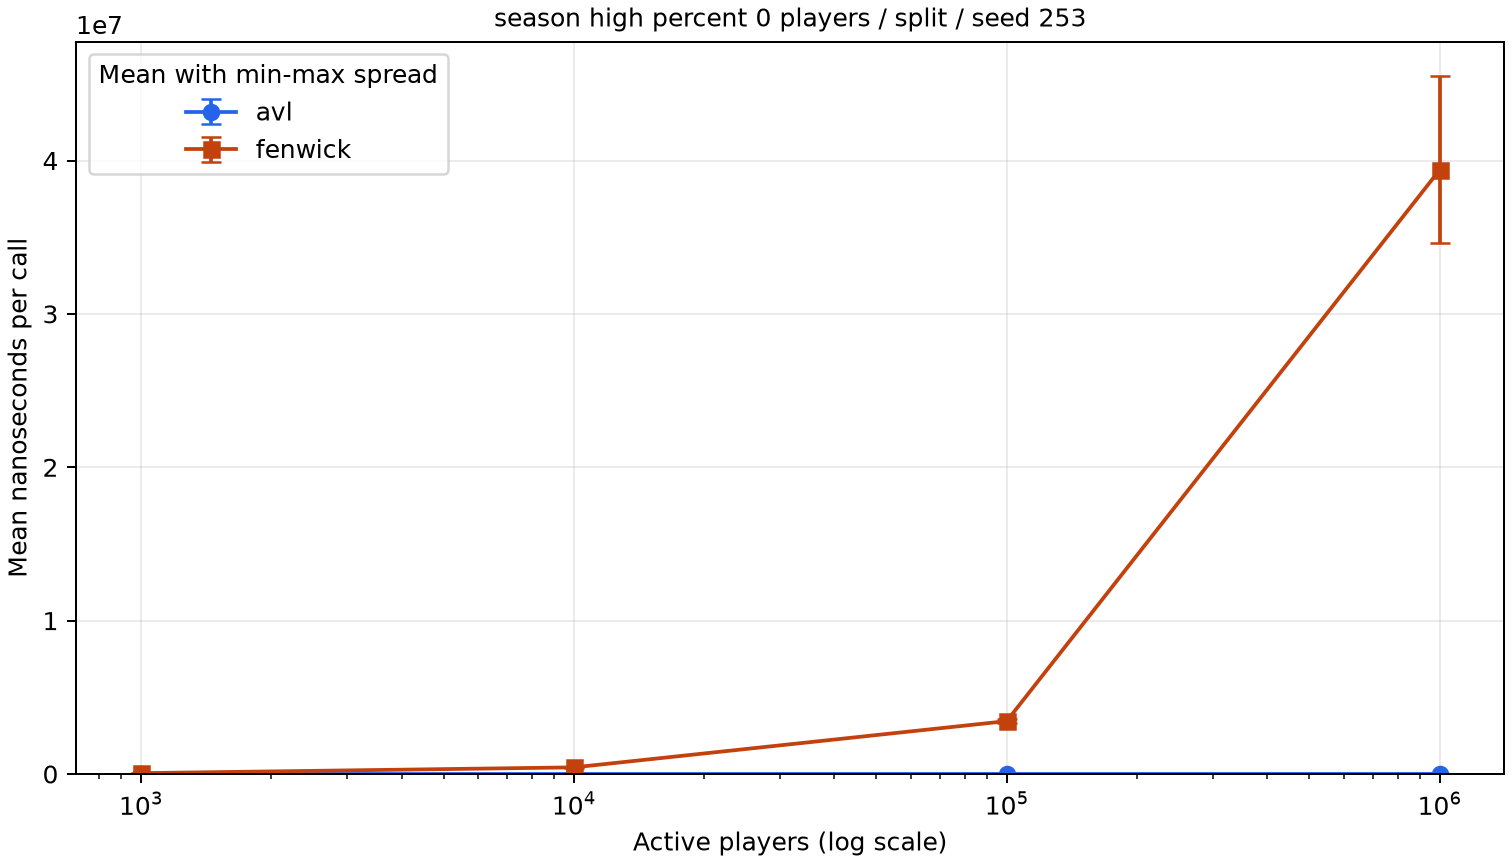 season high percent 0 players / split / seed 253
1e7
Mean with min-max spread
avl
fenwick
4
3
2
1
0
Mean nanoseconds per call
10³
10⁴
10⁵
10⁶
Active players (log scale)